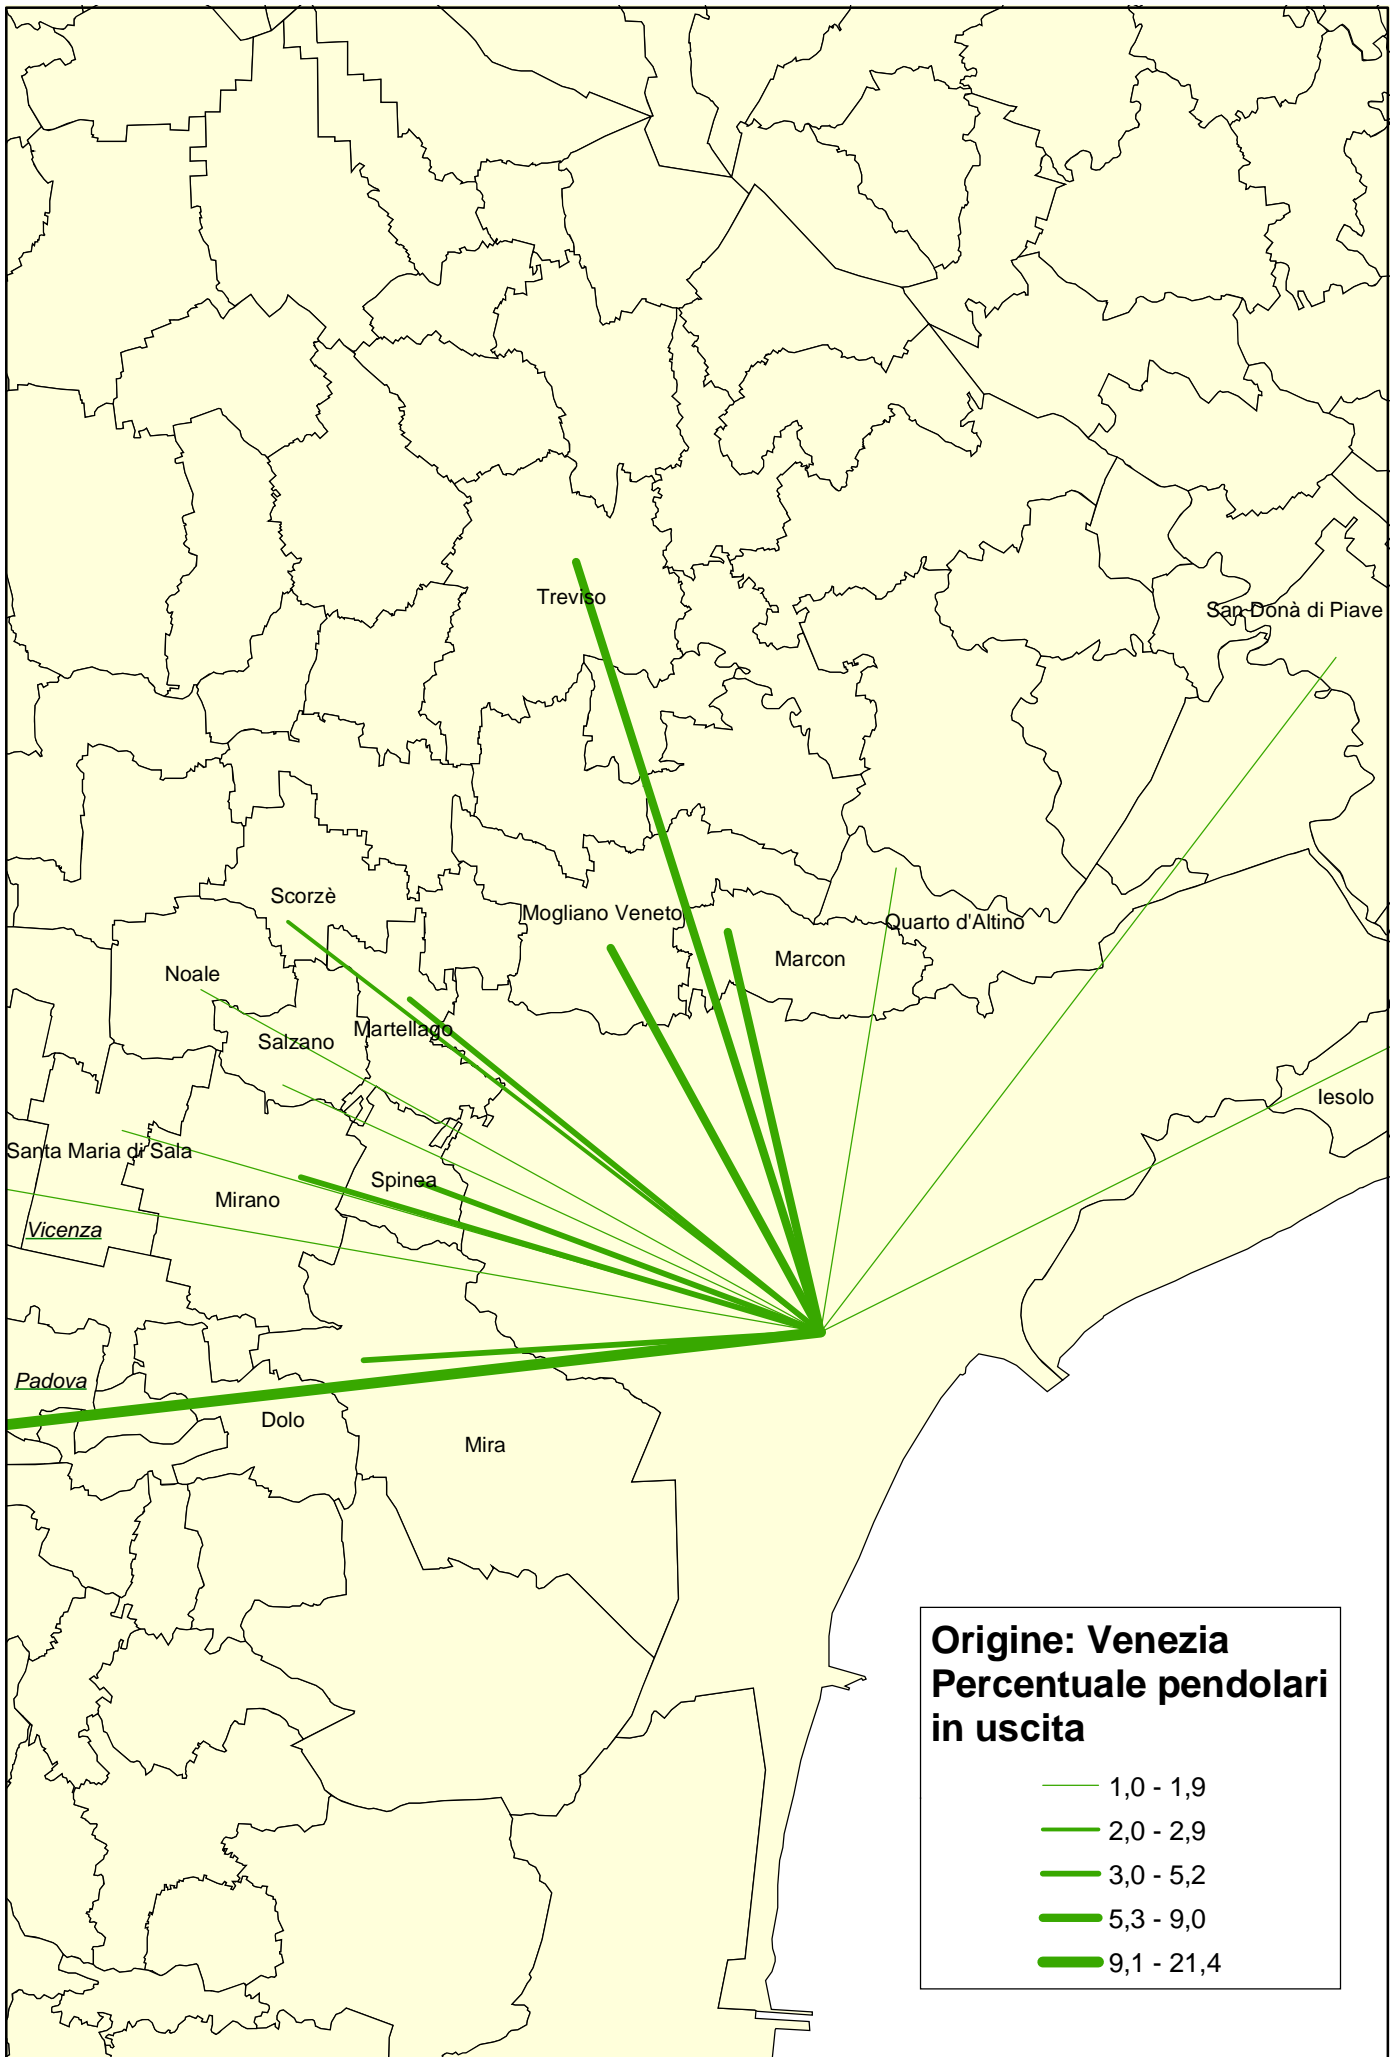 Treviso
San Donà di Piave
Scorzè
Mogliano Veneto
Quarto d'Altino
Marcon
Noale
Martellago
Salzano
Iesolo
Santa Maria di Sala
Spinea
Mirano
Vicenza
Padova
Dolo
Mira
Origine: Venezia
Percentuale pendolari
in uscita
1,0 - 1,9
2,0 - 2,9
3,0 - 5,2
5,3 - 9,0
9,1 - 21,4